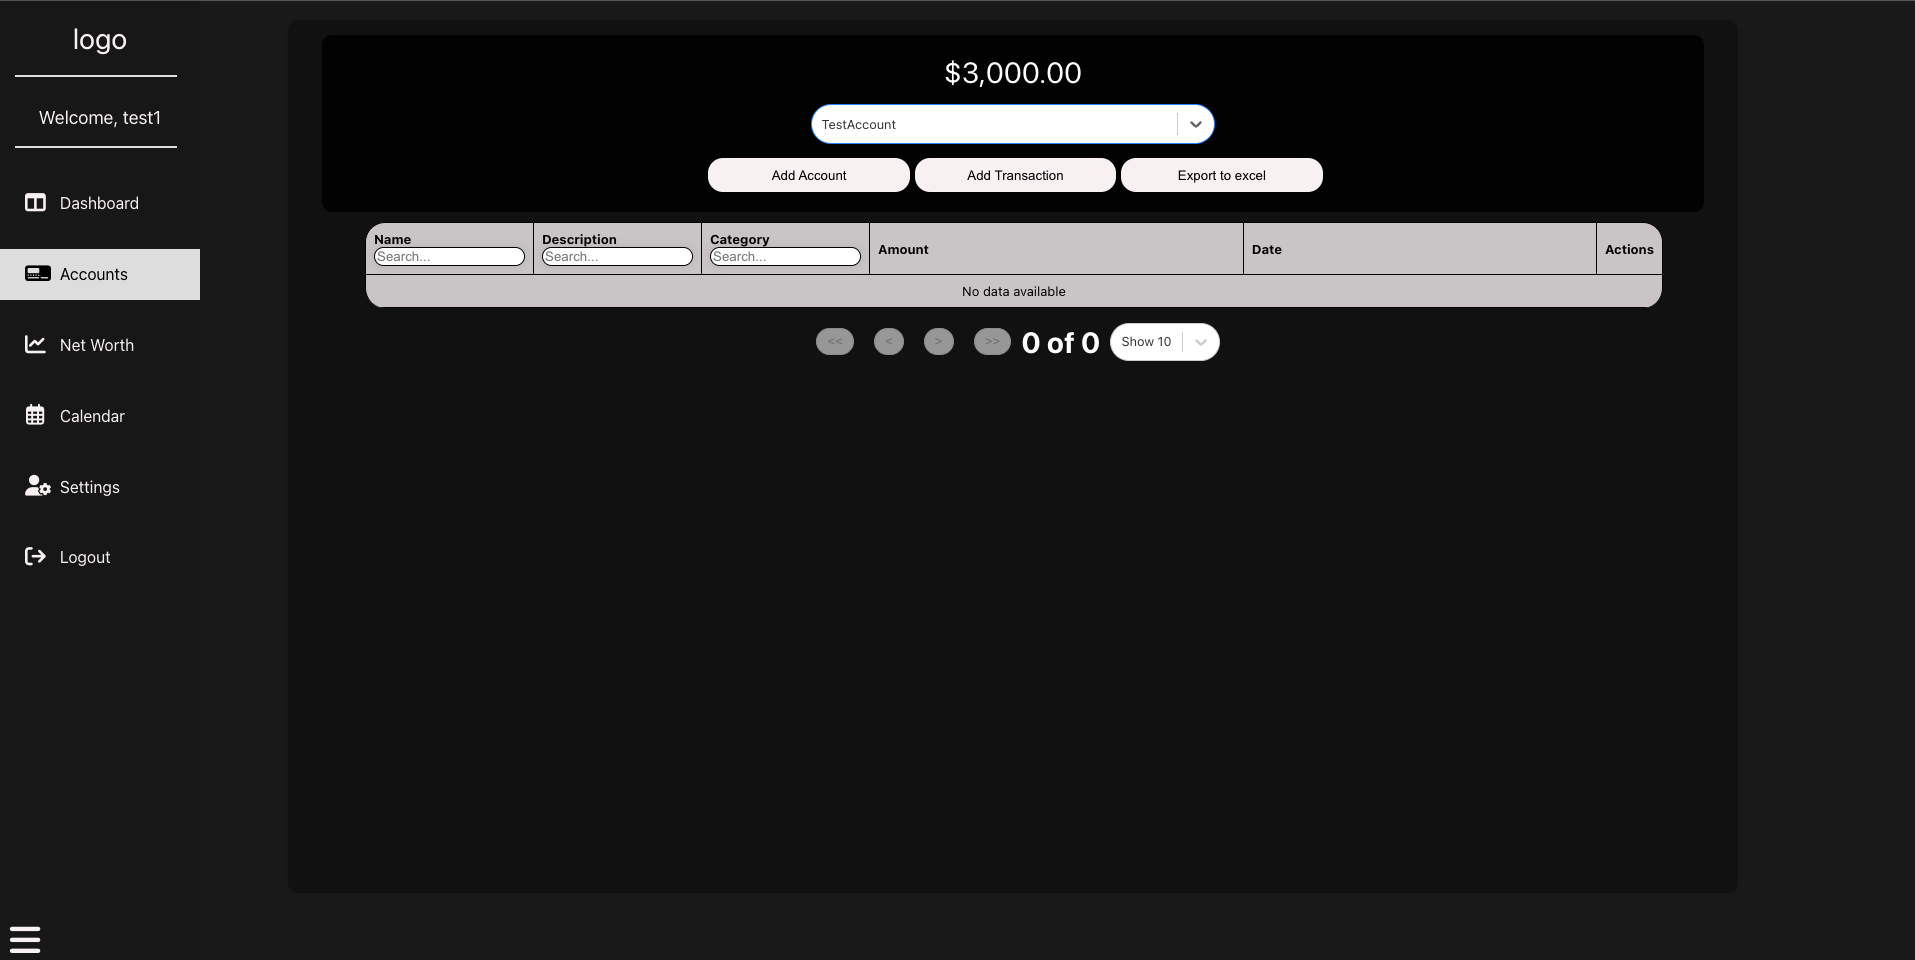 logo
Welcome, test1
Dashboard
Accounts
Net Worth
Calendar
Settings
Logout
$3,000.00
TestAccount
Add Account
Add Transaction
Export to excel
Name
Search...
Description
Search...
Category
Search...
Amount
Date
Actions
No data available
<<
<
>
>>
0 of 0
Show 10